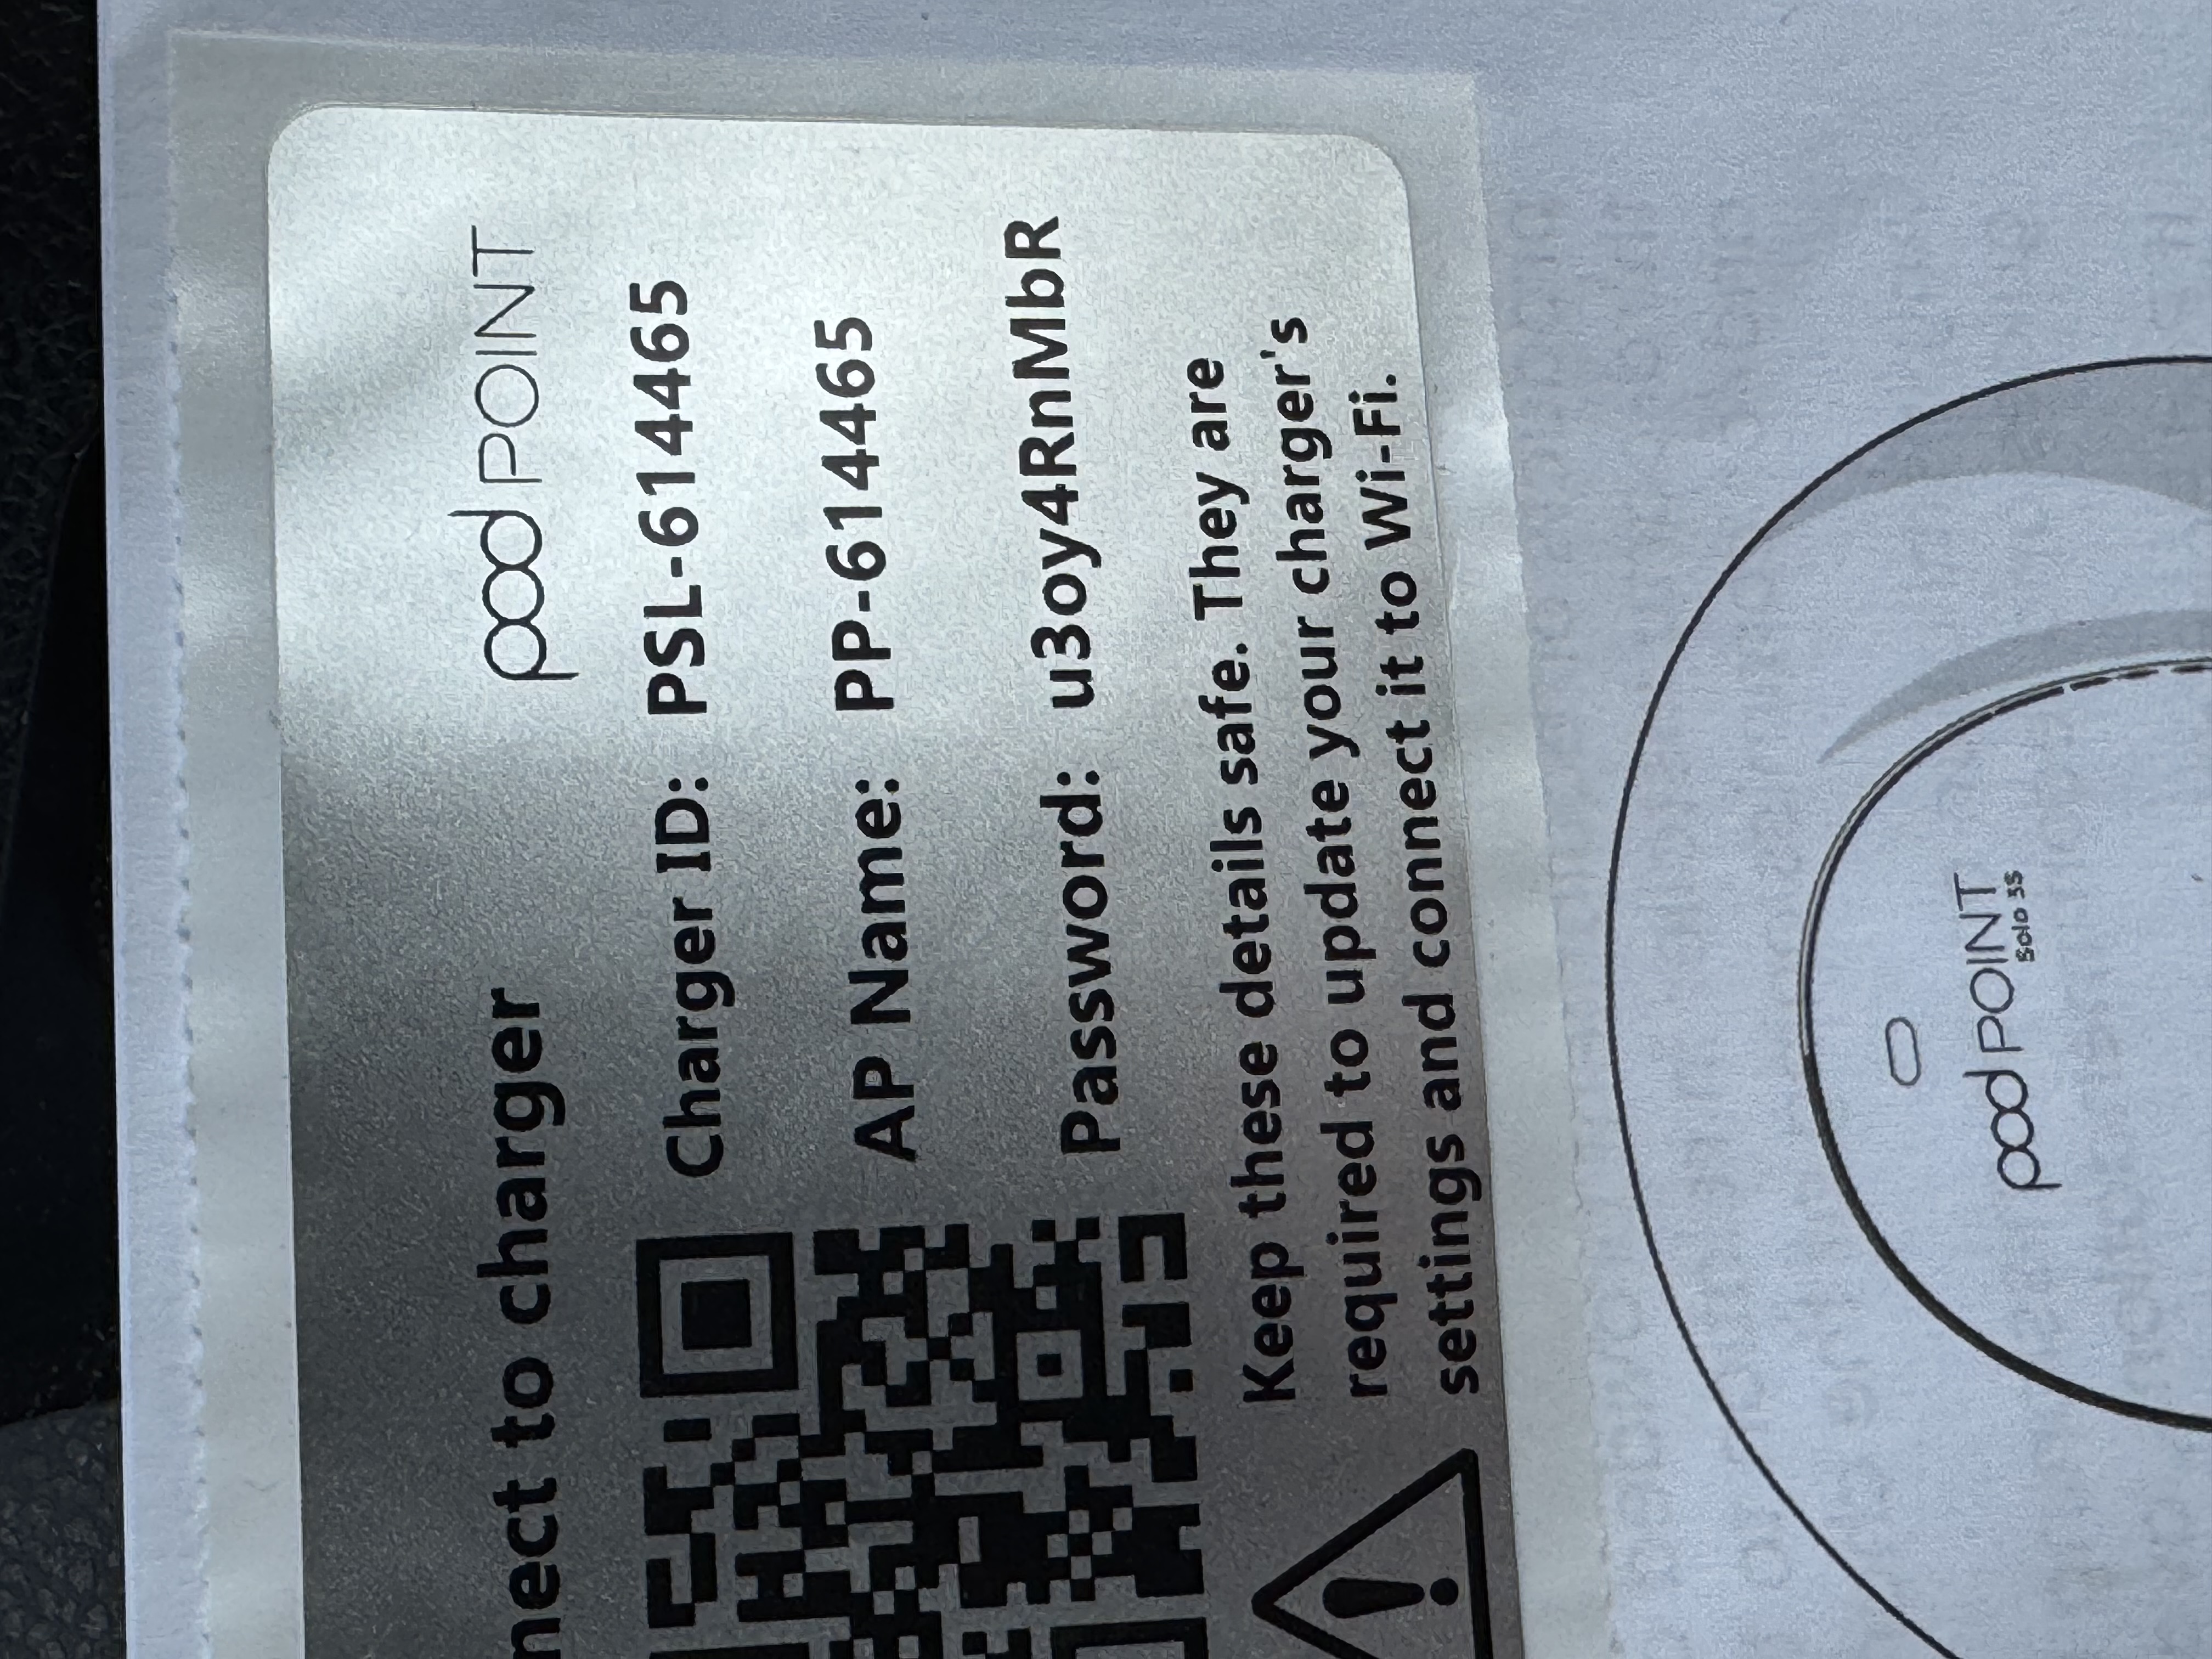 nect to charger
pod POINT
Charger ID: PSL-614465
AP Name: PP-614465
Password: u3oy4RnMbR
Keep these details safe. They are
required to update your charger's
settings and connect it to Wi-Fi.
pod POINT
Solo 3S